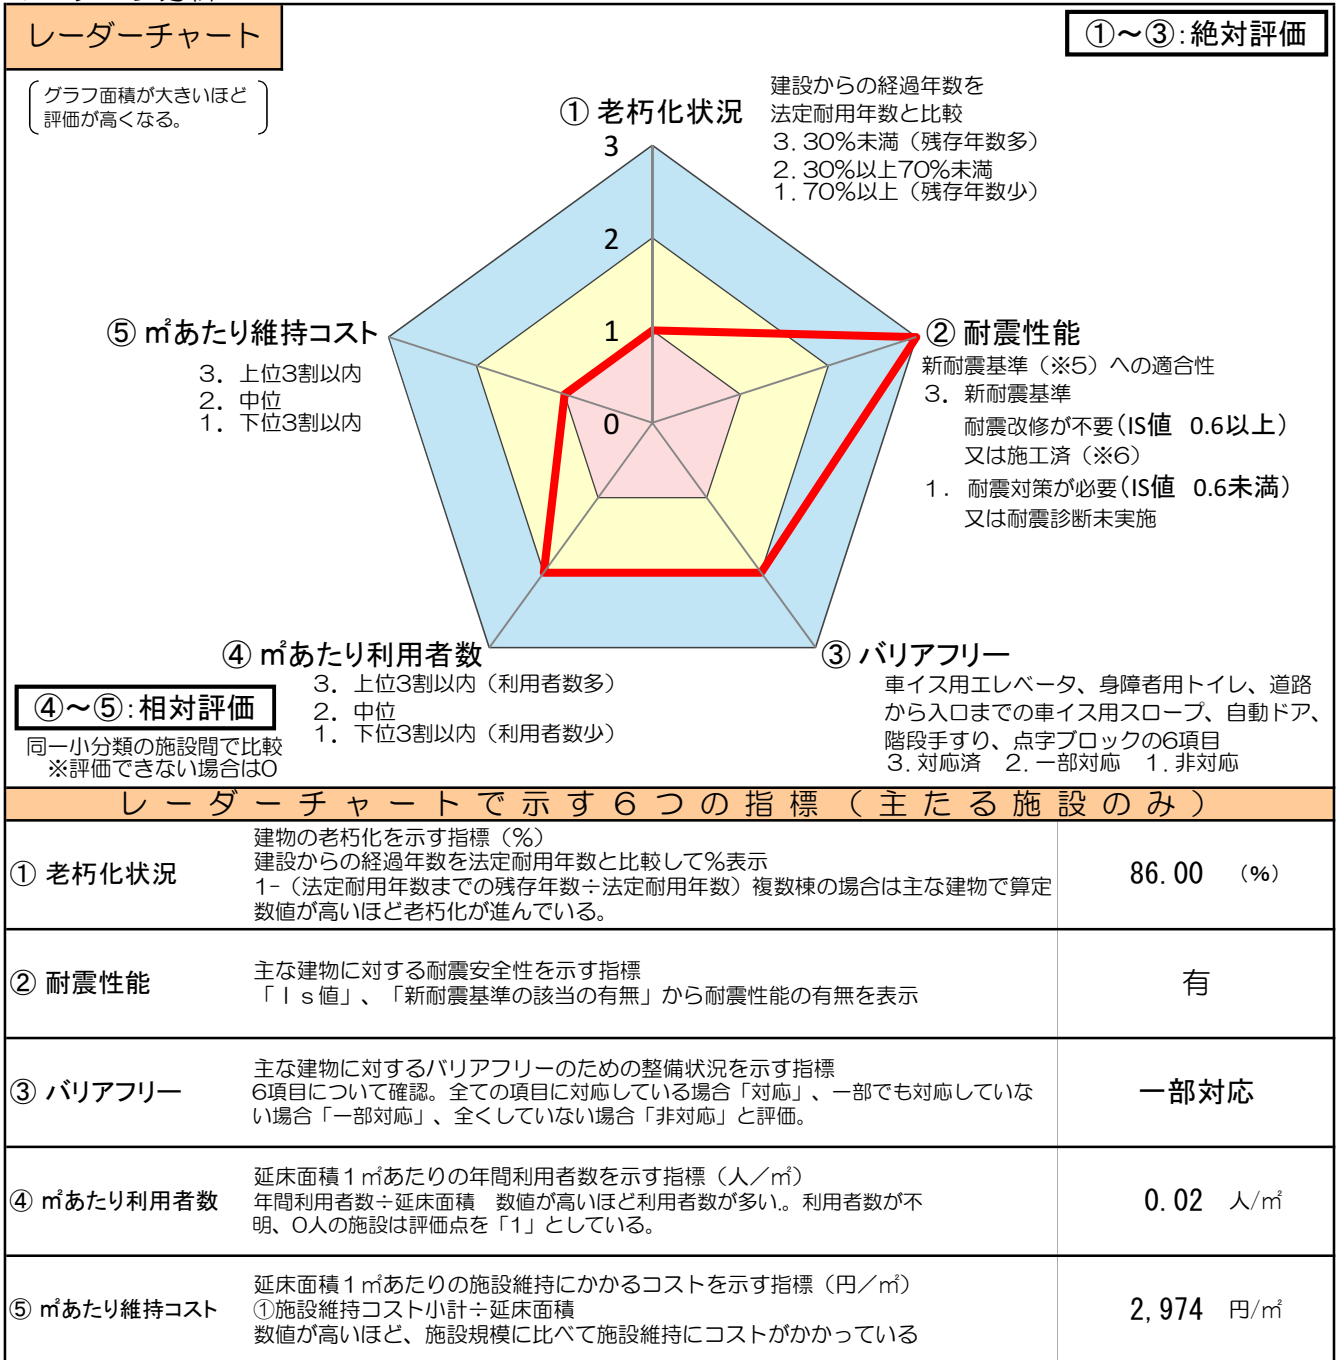 レーダーチャート
①～③:絶対評価
グラフ面積が大きいほど
評価が高くなる。
① 老朽化状況
建設からの経過年数を
法定耐用年数と比較
3. 30%未満（残存年数多）
2. 30%以上70%未満
1. 70%以上（残存年数少）
3
2
1
0
② 耐震性能
新耐震基準（※5）への適合性
3. 新耐震基準
耐震改修が不要(IS値 0.6以上)
又は施工済（※6）
1. 耐震対策が必要(IS値 0.6未満)
又は耐震診断未実施
⑤ ㎡あたり維持コスト
3. 上位3割以内
2. 中位
1. 下位3割以内
④ ㎡あたり利用者数
3. 上位3割以内（利用者数多）
2. 中位
1. 下位3割以内（利用者数少）
③ バリアフリー
車イス用エレベータ、身障者用トイレ、道路
から入口までの車イス用スロープ、自動ドア、
階段手すり、点字ブロックの6項目
3. 対応済 2. 一部対応 1. 非対応
④～⑤:相対評価
同一小分類の施設間で比較
※評価できない場合は0
レーダーチャートで示す6つの指標（主たる施設のみ）
① 老朽化状況
建物の老朽化を示す指標（%）
建設からの経過年数を法定耐用年数と比較して%表示
1-（法定耐用年数までの残存年数÷法定耐用年数）複数棟の場合は主な建物で算定
数値が高いほど老朽化が進んでいる。
86.00 （%）
② 耐震性能
主な建物に対する耐震安全性を示す指標
「Ｉｓ値」、「新耐震基準の該当の有無」から耐震性能の有無を表示
有
③ バリアフリー
主な建物に対するバリアフリーのための整備状況を示す指標
6項目について確認。全ての項目に対応している場合「対応」、一部でも対応していな
い場合「一部対応」、全くしていない場合「非対応」と評価。
一部対応
④ ㎡あたり利用者数
延床面積１㎡あたりの年間利用者数を示す指標（人／㎡）
年間利用者数÷延床面積 数値が高いほど利用者数が多い。利用者数が不
明、0人の施設は評価点を「1」としている。
0.02 人/㎡
⑤ ㎡あたり維持コスト
延床面積１㎡あたりの施設維持にかかるコストを示す指標（円／㎡）
①施設維持コスト小計÷延床面積
数値が高いほど、施設規模に比べて施設維持にコストがかかっている
2,974 円/㎡